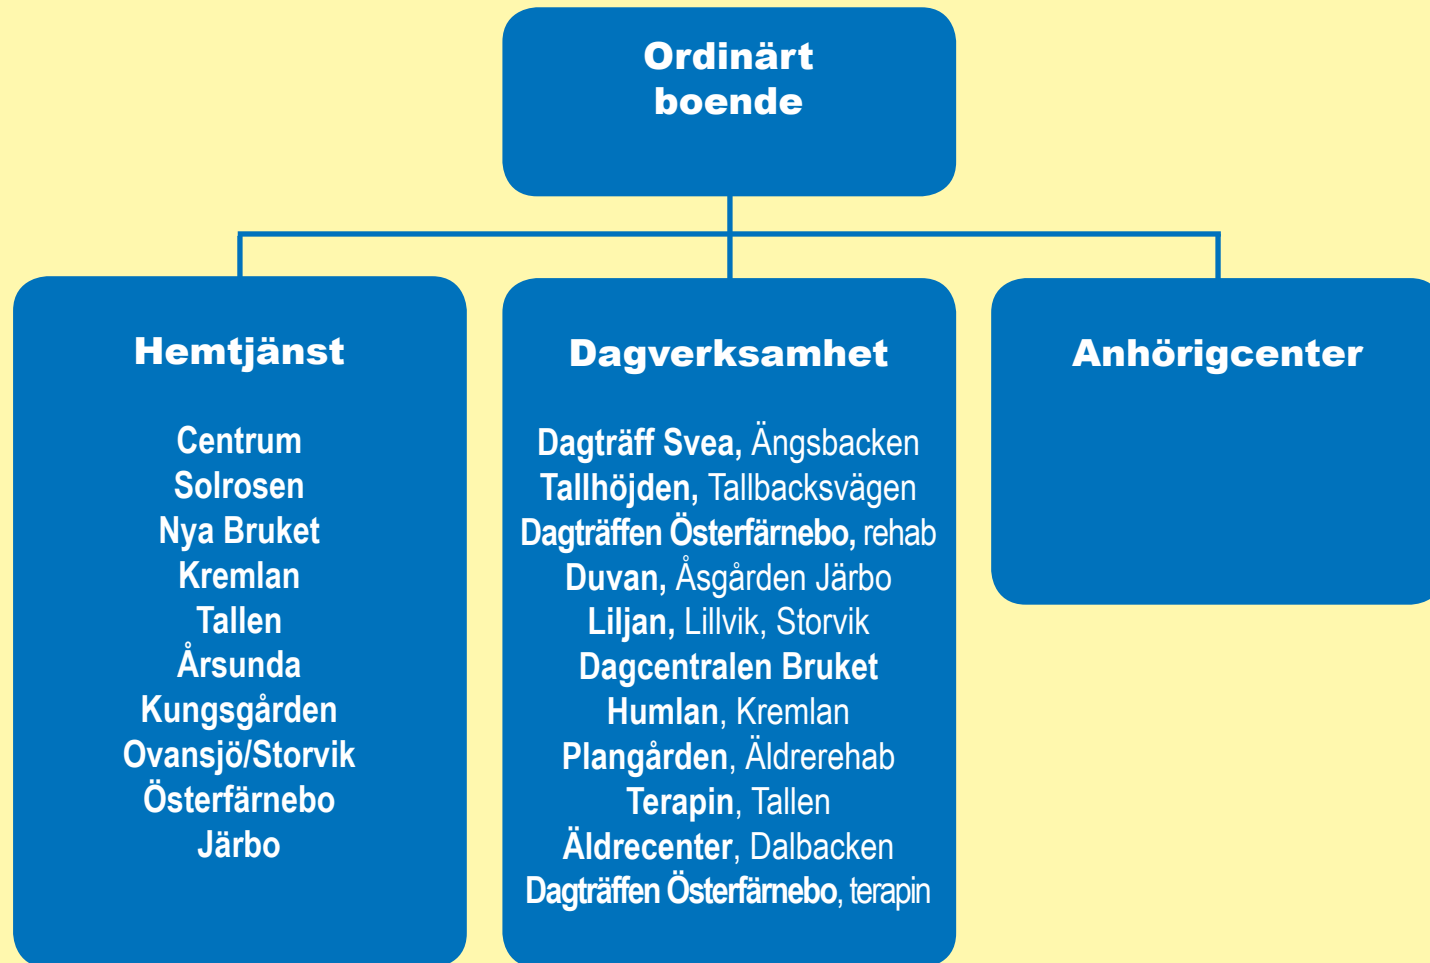 Ordinärt
boende
Hemtjänst
Centrum
Solrosen
Nya Bruket
Kremlan
Tallen
Årsunda
Kungsgården
Ovansjö/Storvik
Österfärnebo
Järbo
Dagverksamhet
Dagträff Svea, Ängsbacken
Tallhöjden, Tallbacksvägen
Dagträffen Österfärnebo, rehab
Duvan, Åsgården Järbo
Liljan, Lillvik, Storvik
Dagcentralen Bruket
Humlan, Kremlan
Plangården, Äldrerehab
Terapin, Tallen
Äldrecenter, Dalbacken
Dagträffen Österfärnebo, terapin
Anhörigcenter